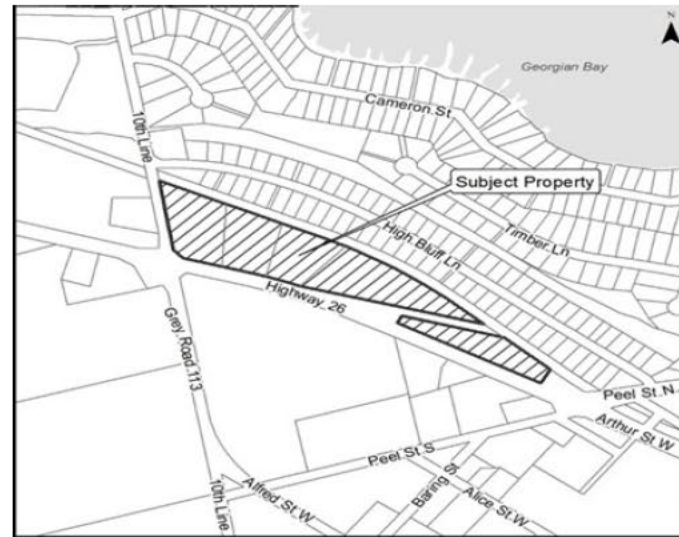 N
Georgian Bay
Cameron St
10th Line
Subject Property
Timber Ln
High Bluff Ln
Highway 26
Grey Road 113
Peel St N
Arthur St W
Peel St S
Baring St
Alice St W
Alfred St W
10th Line